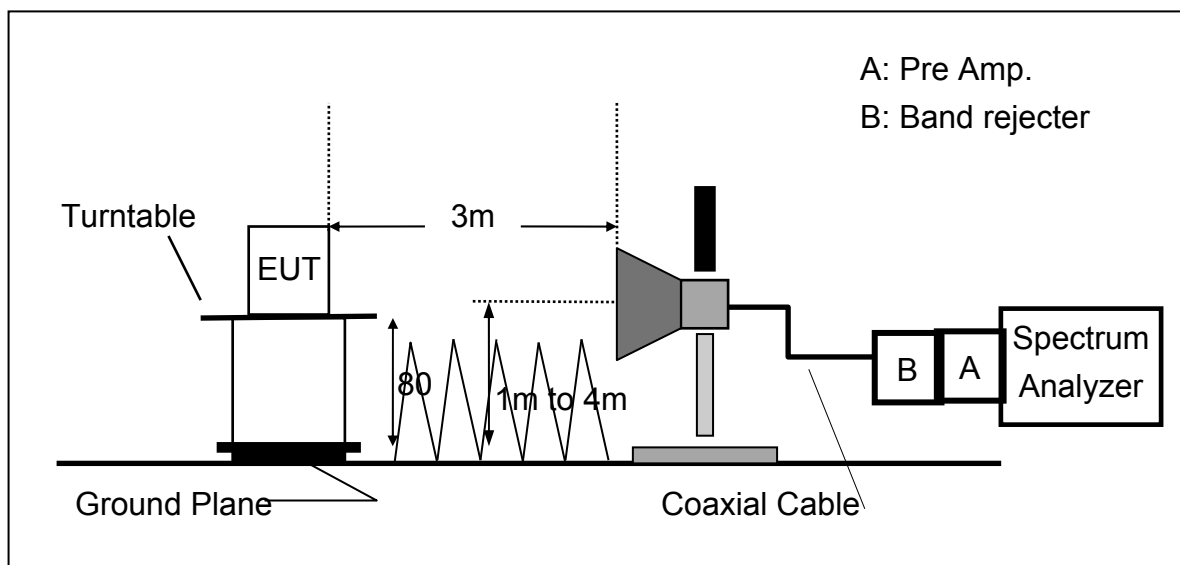 A: Pre Amp.
B: Band rejecter
Turntable
3m
EUT
80
1m to 4m
B
A
Spectrum
Analyzer
Ground Plane
Coaxial Cable